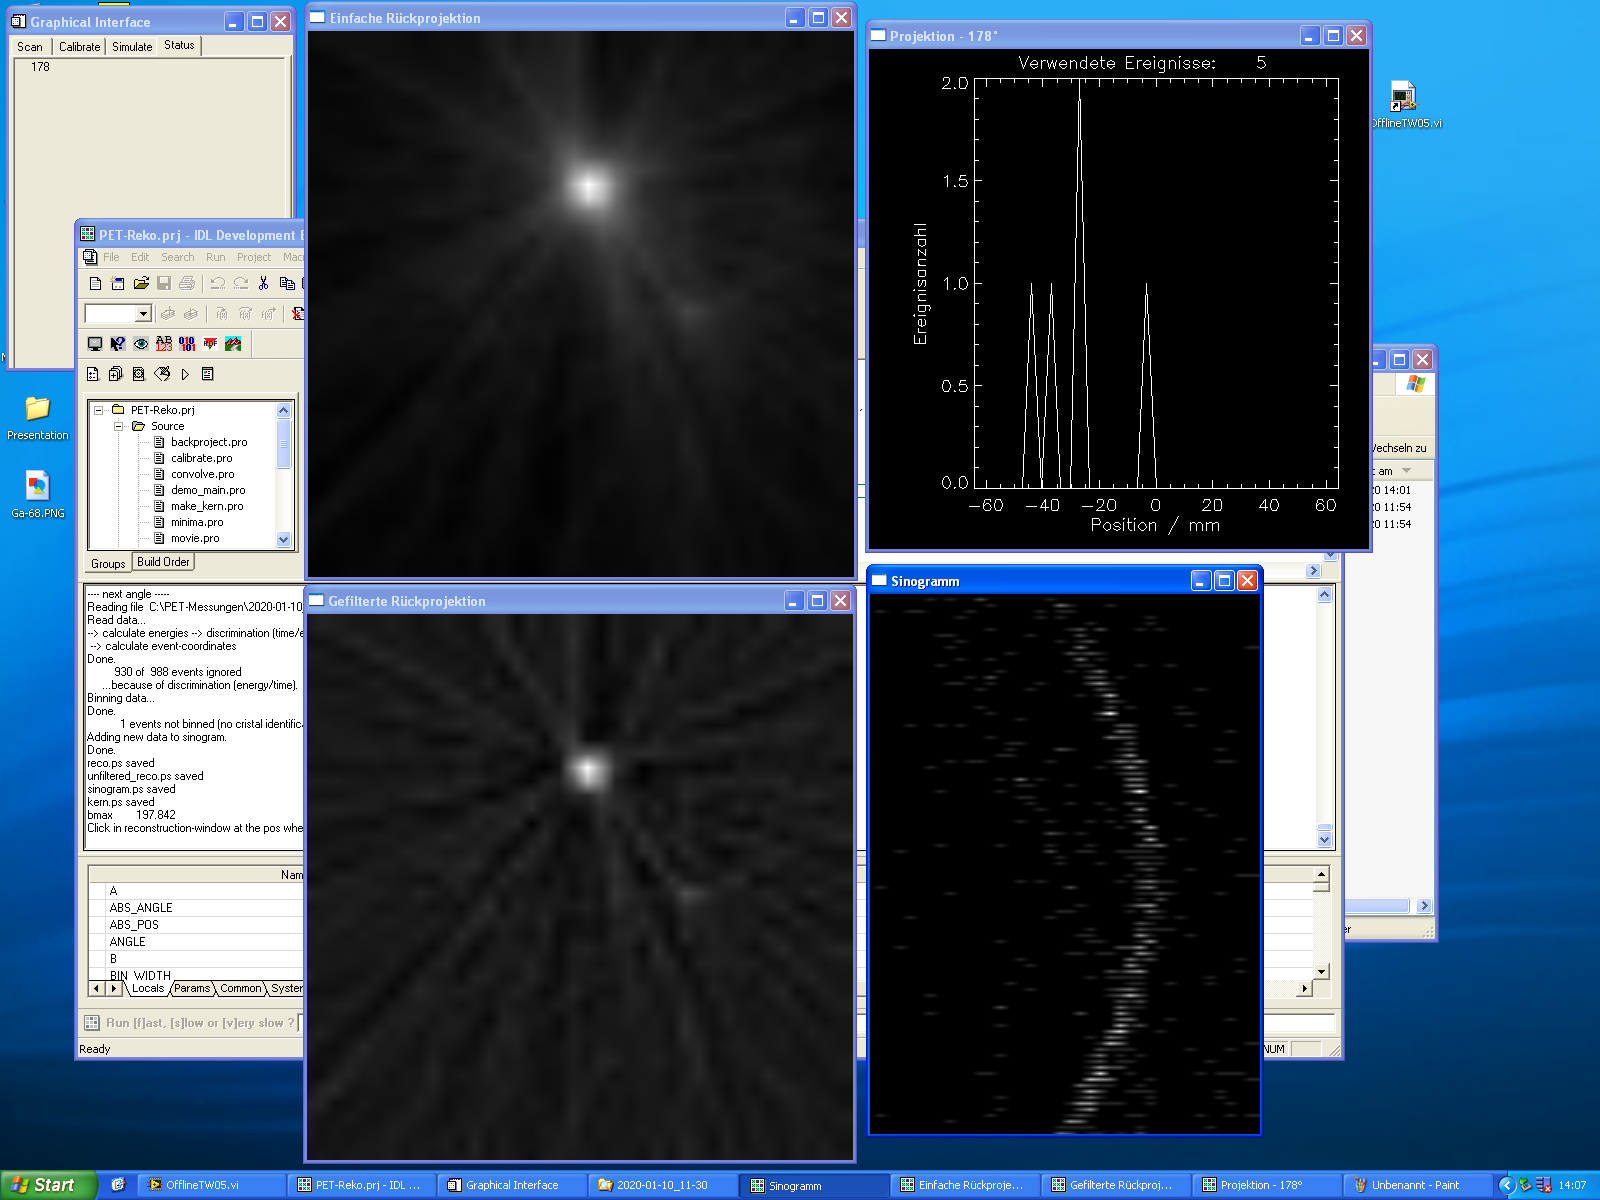 Graphical Interface
Scan
Calibrate
Simulate
Status
178
Einfache Rückprojektion
Projektion - 178°
Verwendete Ereignisse: 5
2.0
1.5
1.0
0.5
0.0
Ereignisanzahl
−60 −40 −20 0 20 40 60
Position / mm
OfflineTW05.vi
PET-Reko.prj - IDL Development
File Edit Search Run Project
PET-Reko.prj
Source
backproject.pro
calibrate.pro
convolve.pro
demo_main.pro
make_kern.pro
minima.pro
movie.pro
Groups
Build Order
Presentation
Ga-68.PNG
Wechseln zu
am
14:01
11:54
11:54
---- next angle -----
Reading file C:\PET-Messungen\2020-01-10_
Read data...
--> calculate energies --> discrimination (time/e
--> calculate event-coordinates
Done.
930 of 988 events ignored
...because of discrimination (energy/time).
Binning data...
Done.
1 events not binned (no cristal identific
Adding new data to sinogram.
Done.
reco.ps saved
unfiltered_reco.ps saved
sinogram.ps saved
kern.ps saved
bmax 197.842
Click in reconstruction-window at the pos whe
Gefilterte Rückprojektion
Sinogramm
Nam
A
ABS_ANGLE
ABS_POS
ANGLE
B
BIN_WIDTH
Locals
Params
Common
System
Run [f]ast, [s]low or [v]ery slow ?
Ready
NUM
Start
OfflineTW05.vi
PET-Reko.prj - IDL ...
Graphical Interface
2020-01-10_11-30
Sinogramm
Einfache Rückproje...
Gefilterte Rückproj...
Projektion - 178°
Unbenannt - Paint
14:07